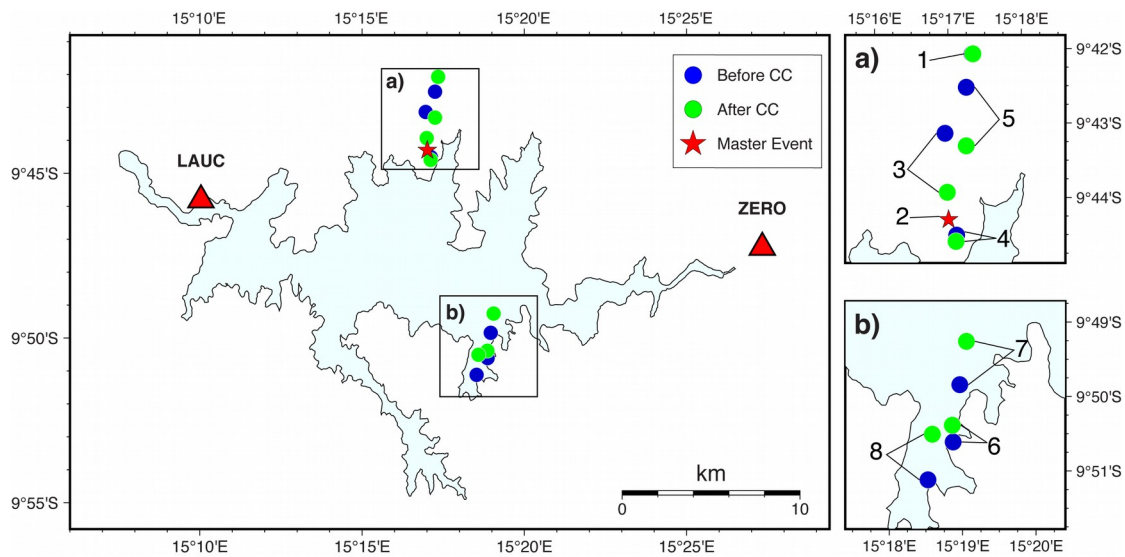 15°10'E 15°15'E 15°20'E 15°25'E
15°16'E 15°17'E 15°18'E
a)
Before CC
After CC
Master Event
LAUC
ZERO
9°45'S
9°50'S
9°55'S
b)
km
0 10
15°10'E 15°15'E 15°20'E 15°25'E
a)
1
5
3
2
4
9°42'S
9°43'S
9°44'S
b)
7
6
8
9°49'S
9°50'S
9°51'S
15°18'E 15°19'E 15°20'E